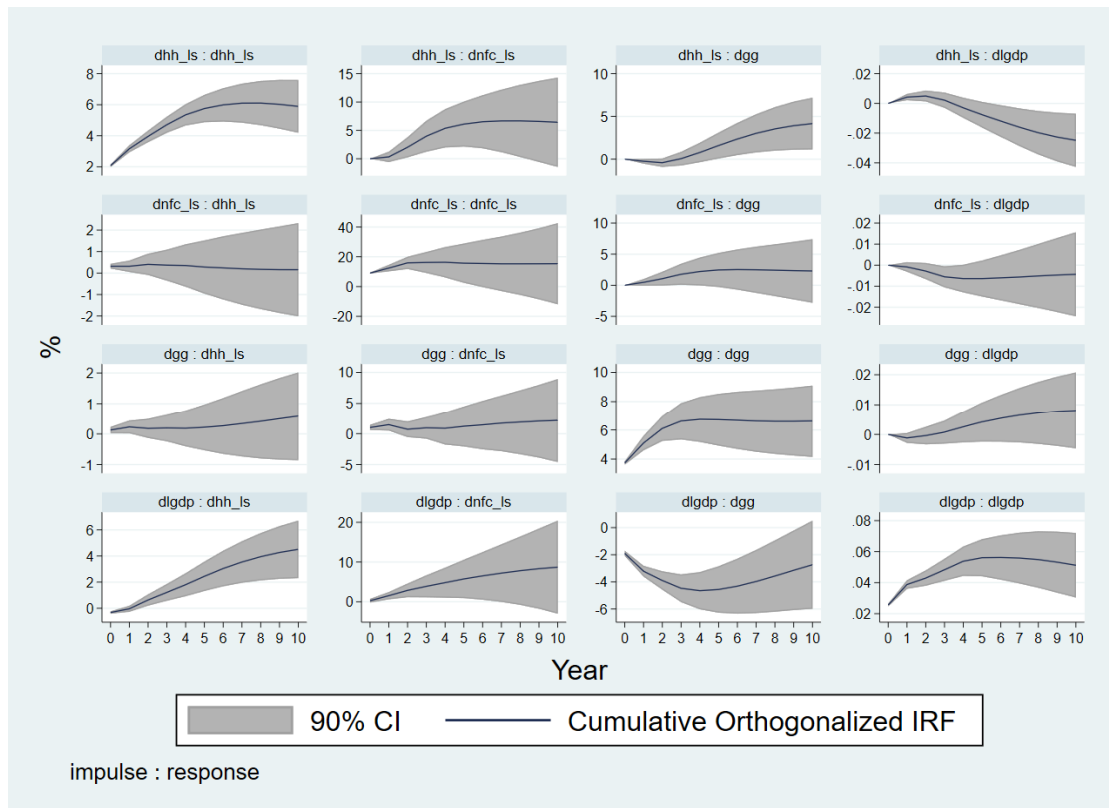 dhh_ls : dhh_ls
dhh_ls : dnfc_ls
dhh_ls : dgg
dhh_ls : dlgdp
8
6
4
2
15
10
5
0
10
5
0
.02
0
-.02
-.04
dnfc_ls : dhh_ls
dnfc_ls : dnfc_ls
dnfc_ls : dgg
dnfc_ls : dlgdp
2
1
0
-1
-2
40
20
0
-20
10
5
0
-5
.02
.01
0
-.01
-.02
dgg : dhh_ls
dgg : dnfc_ls
dgg : dgg
dgg : dlgdp
2
1
0
-1
10
5
0
-5
10
8
6
4
.02
.01
0
-.01
dlgdp : dhh_ls
dlgdp : dnfc_ls
dlgdp : dgg
dlgdp : dlgdp
6
4
2
0
20
10
0
0
-2
-4
-6
.08
.06
.04
.02
0 1 2 3 4 5 6 7 8 9 10
0 1 2 3 4 5 6 7 8 9 10
0 1 2 3 4 5 6 7 8 9 10
0 1 2 3 4 5 6 7 8 9 10
%
Year
90% CI
Cumulative Orthogonalized IRF
impulse : response